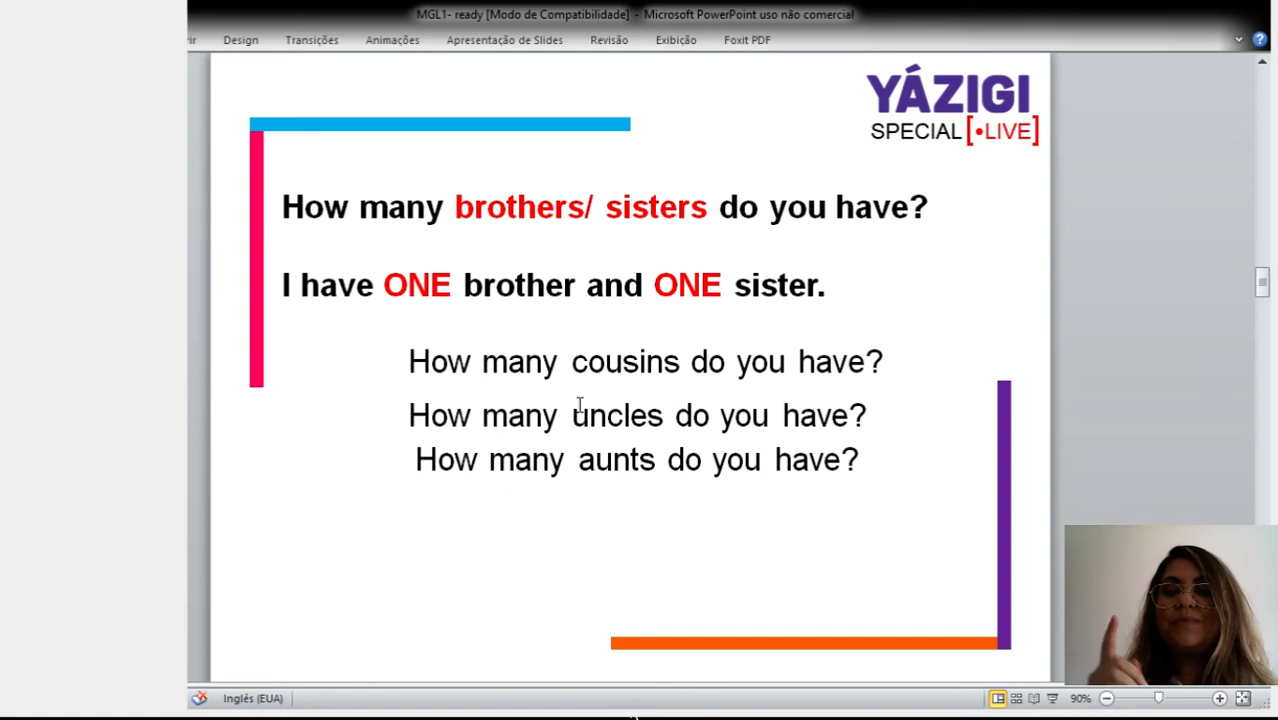 MGL1- ready [Modo de Compatibilidade] - Microsoft PowerPoint uso não comercial
Design Transições Animações Apresentação de Slides Revisão Exibição Foxit PDF
YÁZIGI
SPECIAL [•LIVE]
How many brothers/ sisters do you have?
I have ONE brother and ONE sister.
How many cousins do you have?
How many uncles do you have?
How many aunts do you have?
Inglês (EUA) 90%